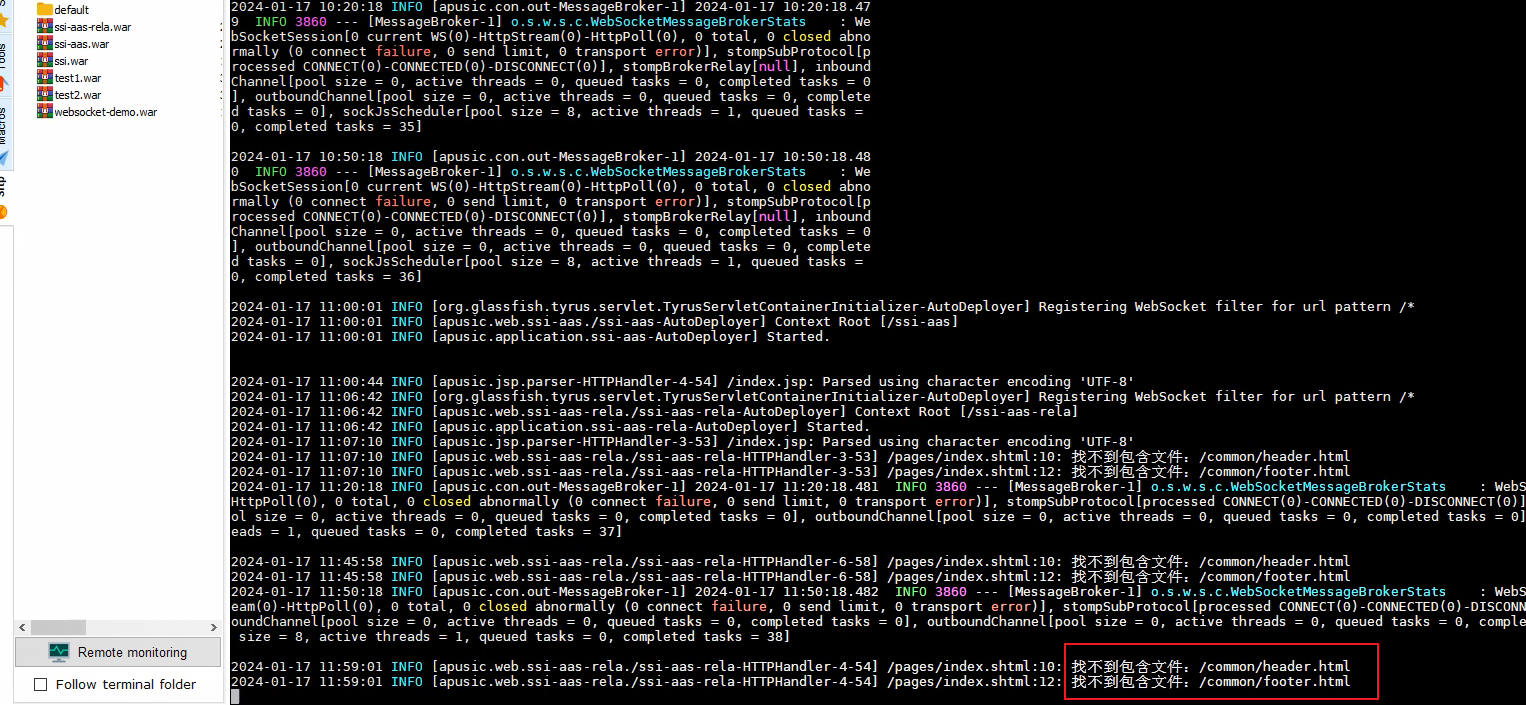 default
ssi-aas-rela.war
ssi-aas.war
ssi.war
test1.war
test2.war
websocket-demo.war
Macros
Remote monitoring
Follow terminal folder
2024-01-17 10:20:18 INFO [apusic.con.out-MessageBroker-1] 2024-01-17 10:20:18.47
9  INFO 3860 --- [MessageBroker-1] o.s.w.s.c.WebSocketMessageBrokerStats    : We
bSocketSession[0 current WS(0)-HttpStream(0)-HttpPoll(0), 0 total, 0 closed abno
rmally (0 connect failure, 0 send limit, 0 transport error)], stompSubProtocol[p
rocessed CONNECT(0)-CONNECTED(0)-DISCONNECT(0)], stompBrokerRelay[null], inbound
Channel[pool size = 0, active threads = 0, queued tasks = 0, completed tasks = 0
], outboundChannel[pool size = 0, active threads = 0, queued tasks = 0, complete
d tasks = 0], sockJsScheduler[pool size = 8, active threads = 1, queued tasks =
0, completed tasks = 35]
2024-01-17 10:50:18 INFO [apusic.con.out-MessageBroker-1] 2024-01-17 10:50:18.48
0  INFO 3860 --- [MessageBroker-1] o.s.w.s.c.WebSocketMessageBrokerStats    : We
bSocketSession[0 current WS(0)-HttpStream(0)-HttpPoll(0), 0 total, 0 closed abno
rmally (0 connect failure, 0 send limit, 0 transport error)], stompSubProtocol[p
rocessed CONNECT(0)-CONNECTED(0)-DISCONNECT(0)], stompBrokerRelay[null], inbound
Channel[pool size = 0, active threads = 0, queued tasks = 0, completed tasks = 0
], outboundChannel[pool size = 0, active threads = 0, queued tasks = 0, complete
d tasks = 0], sockJsScheduler[pool size = 8, active threads = 1, queued tasks =
0, completed tasks = 36]
2024-01-17 11:00:01 INFO [org.glassfish.tyrus.servlet.TyrusServletContainerInitializer-AutoDeployer] Registering WebSocket filter for url pattern /*
2024-01-17 11:00:01 INFO [apusic.web.ssi-aas./ssi-aas-AutoDeployer] Context Root [/ssi-aas]
2024-01-17 11:00:01 INFO [apusic.application.ssi-aas-AutoDeployer] Started.
2024-01-17 11:00:44 INFO [apusic.jsp.parser-HTTPHandler-4-54] /index.jsp: Parsed using character encoding 'UTF-8'
2024-01-17 11:06:42 INFO [org.glassfish.tyrus.servlet.TyrusServletContainerInitializer-AutoDeployer] Registering WebSocket filter for url pattern /*
2024-01-17 11:06:42 INFO [apusic.web.ssi-aas-rela./ssi-aas-rela-AutoDeployer] Context Root [/ssi-aas-rela]
2024-01-17 11:06:42 INFO [apusic.application.ssi-aas-rela-AutoDeployer] Started.
2024-01-17 11:07:10 INFO [apusic.jsp.parser-HTTPHandler-3-53] /index.jsp: Parsed using character encoding 'UTF-8'
2024-01-17 11:07:10 INFO [apusic.web.ssi-aas-rela./ssi-aas-rela-HTTPHandler-3-53] /pages/index.shtml:10: 找不到包含文件: /common/header.html
2024-01-17 11:07:10 INFO [apusic.web.ssi-aas-rela./ssi-aas-rela-HTTPHandler-3-53] /pages/index.shtml:12: 找不到包含文件: /common/footer.html
2024-01-17 11:20:18 INFO [apusic.con.out-MessageBroker-1] 2024-01-17 11:20:18.481  INFO 3860 --- [MessageBroker-1] o.s.w.s.c.WebSocketMessageBrokerStats    : WebS
HttpPoll(0), 0 total, 0 closed abnormally (0 connect failure, 0 send limit, 0 transport error)], stompSubProtocol[processed CONNECT(0)-CONNECTED(0)-DISCONNECT(0)]
ol size = 0, active threads = 0, queued tasks = 0, completed tasks = 0], outboundChannel[pool size = 0, active threads = 0, queued tasks = 0, completed tasks = 0]
eads = 1, queued tasks = 0, completed tasks = 37]
2024-01-17 11:45:58 INFO [apusic.web.ssi-aas-rela./ssi-aas-rela-HTTPHandler-6-58] /pages/index.shtml:10: 找不到包含文件: /common/header.html
2024-01-17 11:45:58 INFO [apusic.web.ssi-aas-rela./ssi-aas-rela-HTTPHandler-6-58] /pages/index.shtml:12: 找不到包含文件: /common/footer.html
2024-01-17 11:50:18 INFO [apusic.con.out-MessageBroker-1] 2024-01-17 11:50:18.482  INFO 3860 --- [MessageBroker-1] o.s.w.s.c.WebSocketMessageBrokerStats    : WebS
eam(0)-HttpPoll(0), 0 total, 0 closed abnormally (0 connect failure, 0 send limit, 0 transport error)], stompSubProtocol[processed CONNECT(0)-CONNECTED(0)-DISCONN
oundChannel[pool size = 0, active threads = 0, queued tasks = 0, completed tasks = 0], outboundChannel[pool size = 0, active threads = 0, queued tasks = 0, comple
 size = 8, active threads = 1, queued tasks = 0, completed tasks = 38]
2024-01-17 11:59:01 INFO [apusic.web.ssi-aas-rela./ssi-aas-rela-HTTPHandler-4-54] /pages/index.shtml:10: 找不到包含文件: /common/header.html
2024-01-17 11:59:01 INFO [apusic.web.ssi-aas-rela./ssi-aas-rela-HTTPHandler-4-54] /pages/index.shtml:12: 找不到包含文件: /common/footer.html